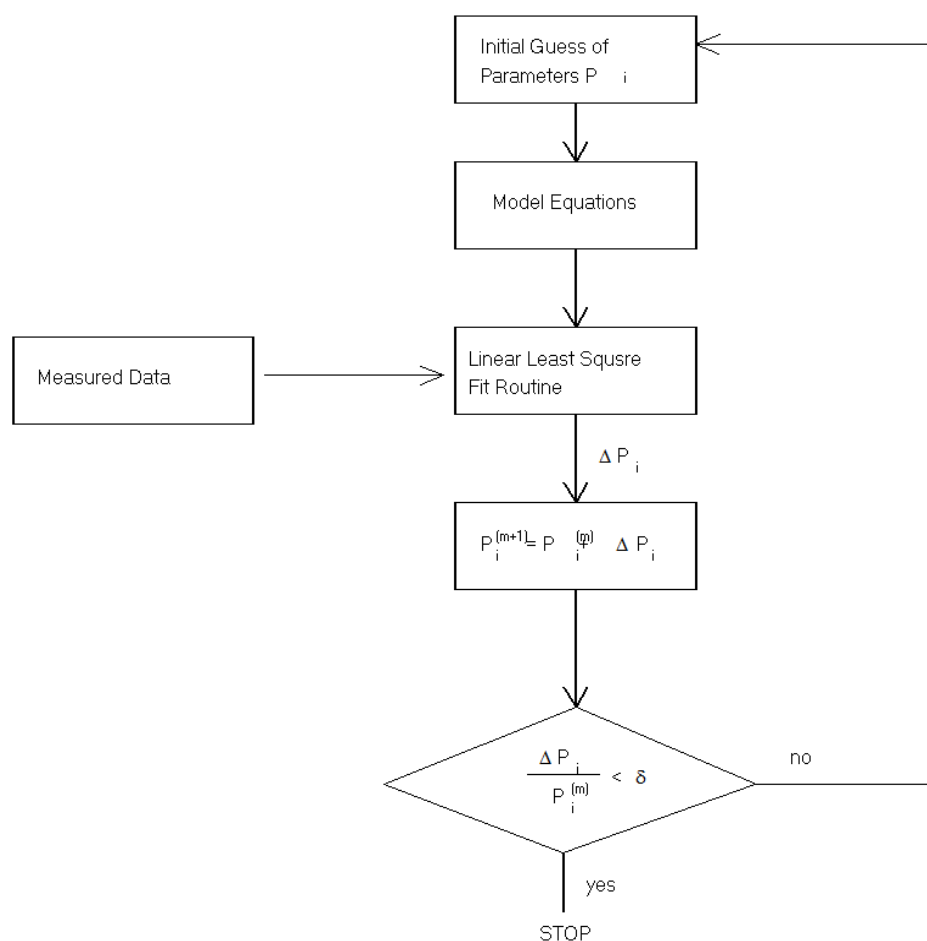 Initial Guess of
Parameters P i
Model Equations
Measured Data
Linear Least Squsre
Fit Routine
Δ P i
P i (m+1) = P i (m) + Δ P i
Δ P i
P i (m)
< δ
no
yes
STOP